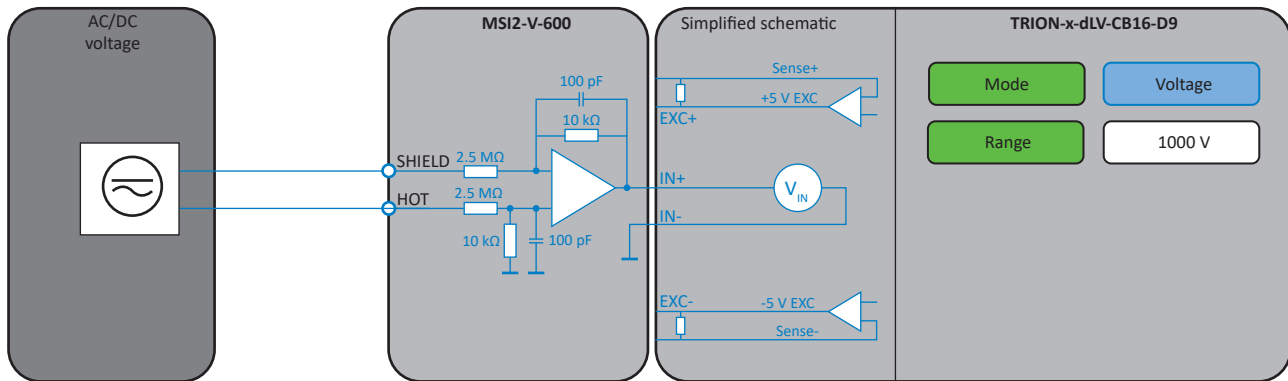 AC/DC
voltage
MSI2-V-600
Simplified schematic
TRION-x-dLV-CB16-D9
100 pF
10 kΩ
SHIELD
2.5 MΩ
HOT
2.5 MΩ
10 kΩ
100 pF
Sense+
+5 V EXC
EXC+
IN+
VIN
IN-
EXC-
-5 V EXC
Sense-
Mode
Voltage
Range
1000 V